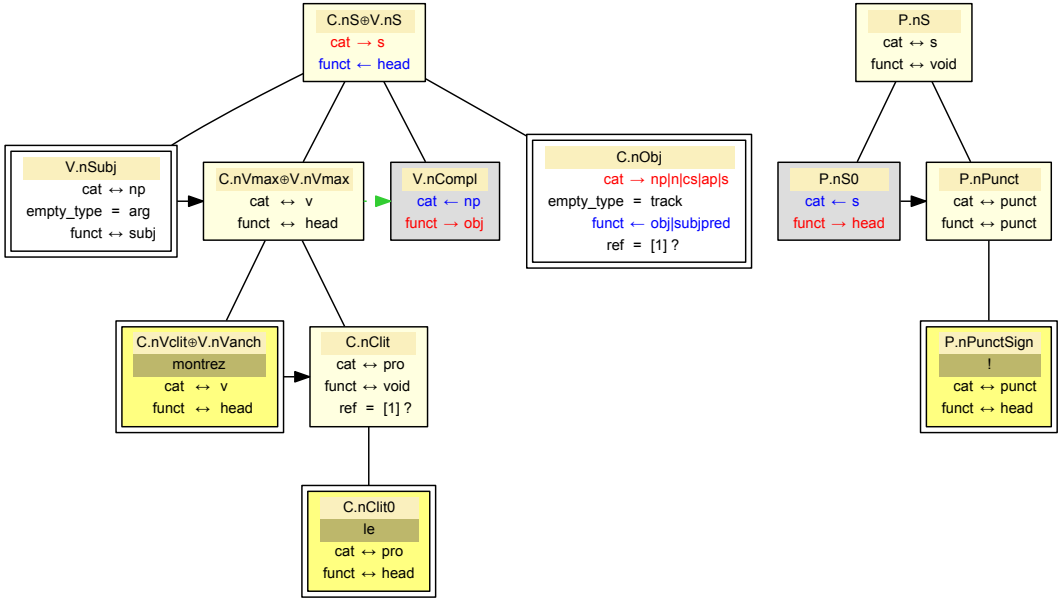 C.nS⊕V.nS
cat → s
funct ← head
P.nS
cat ↔ s
funct ↔ void
V.nSubj
cat ↔ np
empty_type = arg
funct ↔ subj
C.nVmax⊕V.nVmax
cat ↔ v
funct ↔ head
V.nCompl
cat ← np
funct → obj
C.nObj
cat → np|n|cs|ap|s
empty_type = track
funct ← obj|subjpred
ref = [1] ?
P.nS0
cat ← s
funct → head
P.nPunct
cat ↔ punct
funct ↔ punct
C.nVclit⊕V.nVanch
montrez
cat ↔ v
funct ↔ head
C.nClit
cat ↔ pro
funct ↔ void
ref = [1] ?
P.nPunctSign
!
cat ↔ punct
funct ↔ head
C.nClit0
le
cat ↔ pro
funct ↔ head